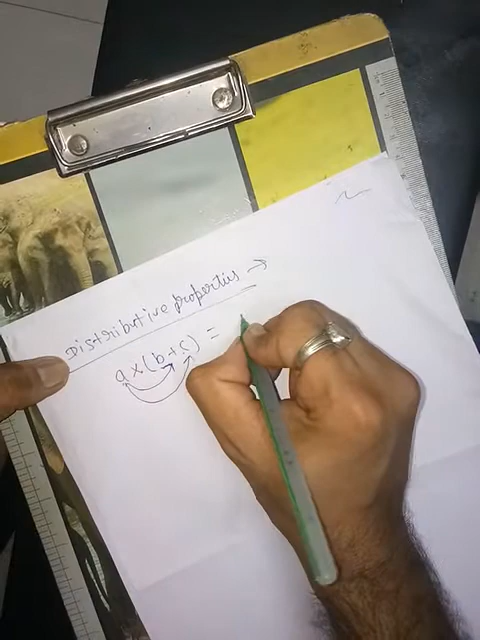 Distributive properties →
a × (b + c) =